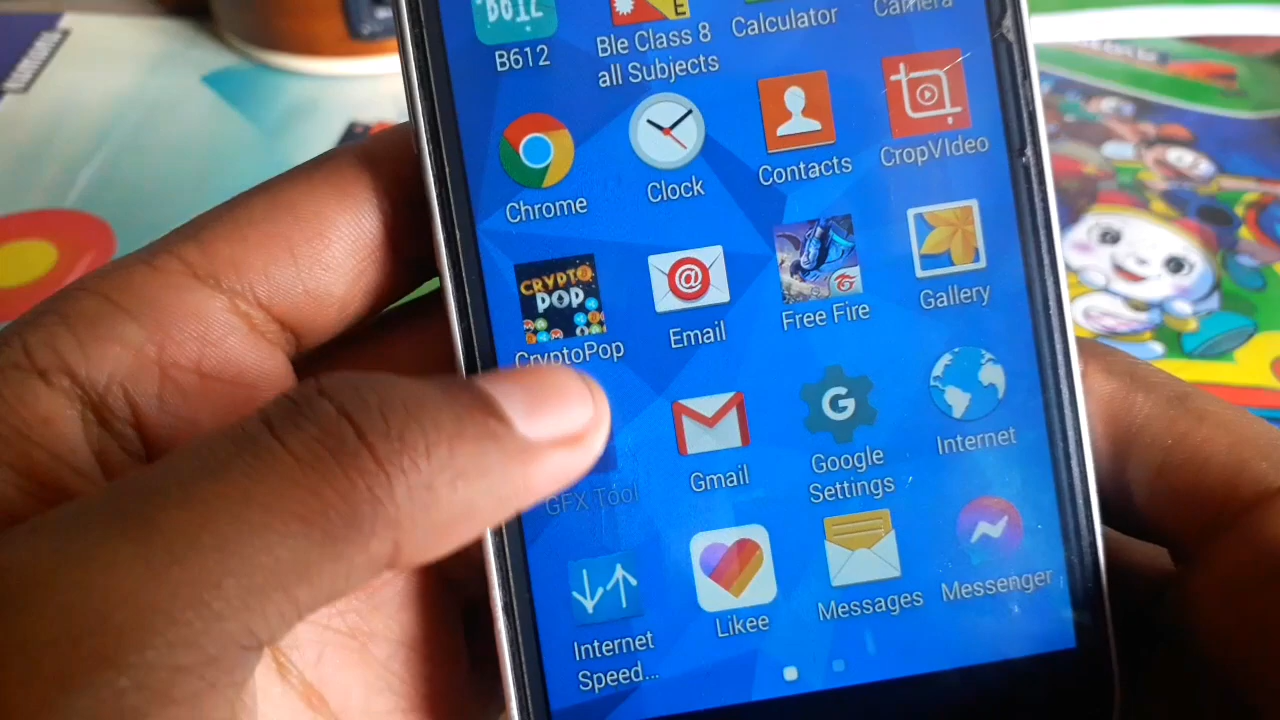 B612
B612
E
Ble Class 8
all Subjects
Calculator
Camera
Chrome
Clock
Contacts
CropVIdeo
CRYPTO
POP
CryptoPop
@
Email
Free Fire
Gallery
GFX Tool
Gmail
G
Google
Settings
Internet
Internet
Speed...
Likee
Messages
Messenger